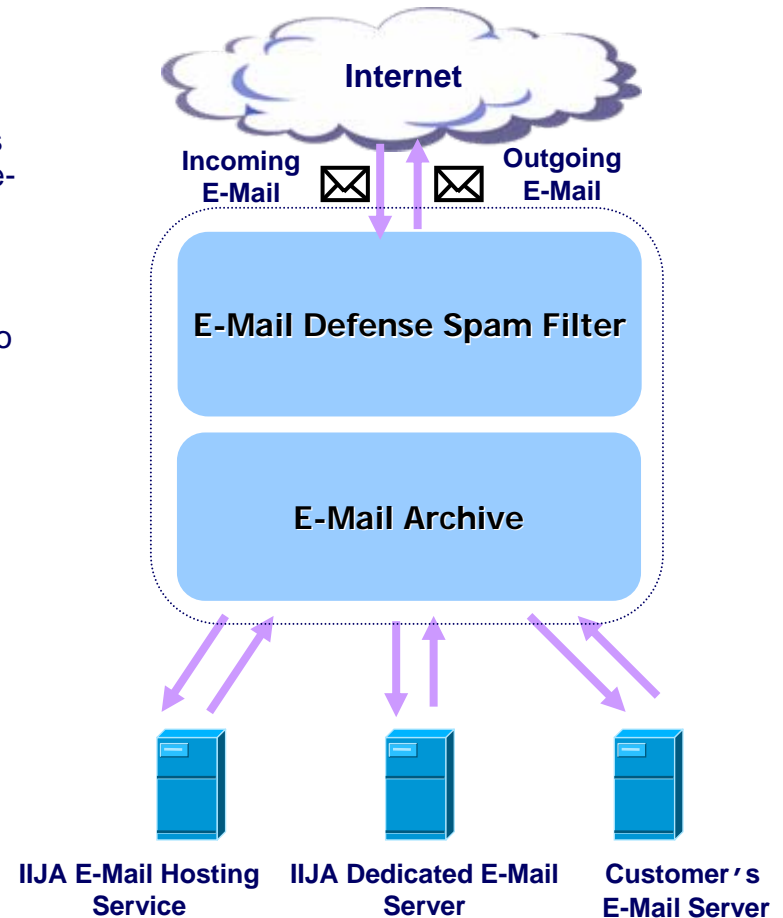 Internet
s
e-
o
Incoming
E-Mail
Outgoing
E-Mail
E-Mail Defense Spam Filter
E-Mail Archive
IIJA E-Mail Hosting
Service
IIJA Dedicated E-Mail
Server
Customer's
E-Mail Server